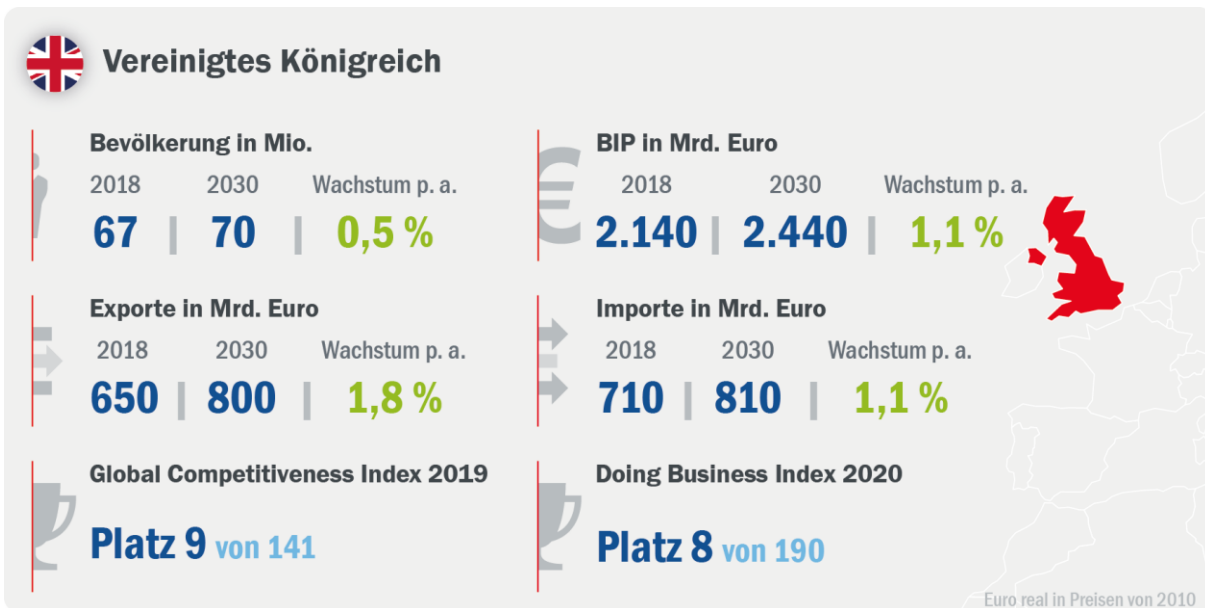 Vereinigtes Königreich
Bevölkerung in Mio.
2018 2030 Wachstum p. a.
67 | 70 | 0,5 %
BIP in Mrd. Euro
2018 2030 Wachstum p. a.
2.140 | 2.440 | 1,1 %
Exporte in Mrd. Euro
2018 2030 Wachstum p. a.
650 | 800 | 1,8 %
Importe in Mrd. Euro
2018 2030 Wachstum p. a.
710 | 810 | 1,1 %
Global Competitiveness Index 2019
Platz 9 von 141
Doing Business Index 2020
Platz 8 von 190
Euro real in Preisen von 2010